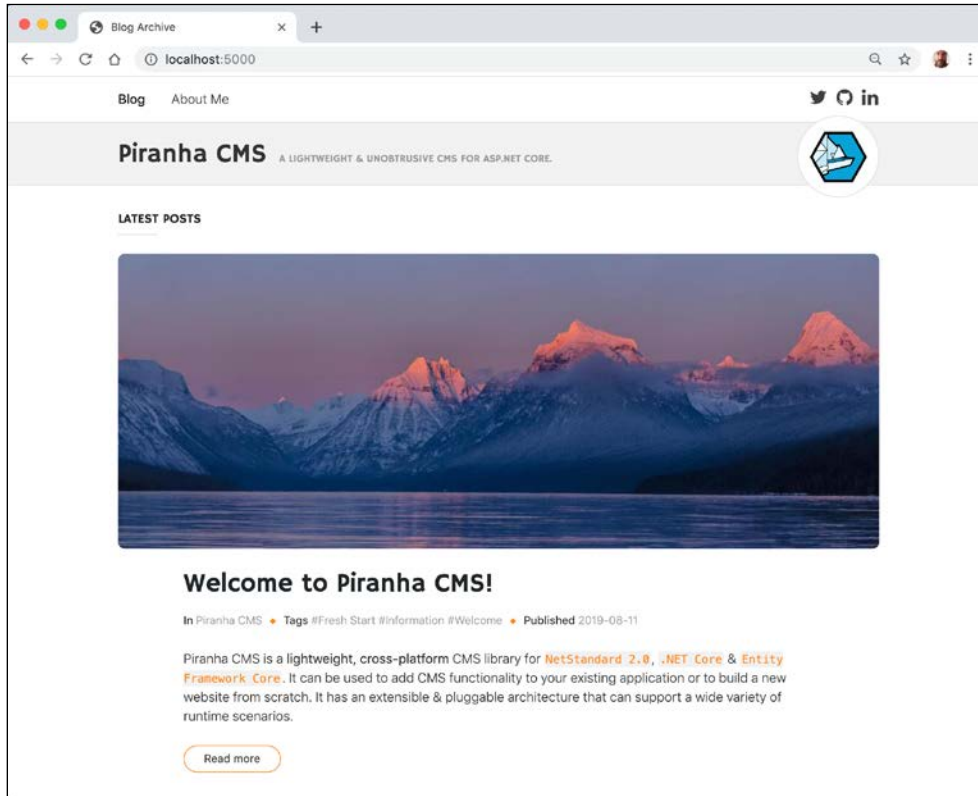 Blog Archive
localhost:5000
Blog About Me
Piranha CMS A LIGHTWEIGHT & UNOBTRUSIVE CMS FOR ASP.NET CORE.
LATEST POSTS
Welcome to Piranha CMS!
In Piranha CMS ◆ Tags #Fresh Start #Information #Welcome ◆ Published 2019-08-11
Piranha CMS is a lightweight, cross-platform CMS library for NetStandard 2.0, .NET Core & Entity
Framework Core. It can be used to add CMS functionality to your existing application or to build a new
website from scratch. It has an extensible & pluggable architecture that can support a wide variety of
runtime scenarios.
Read more